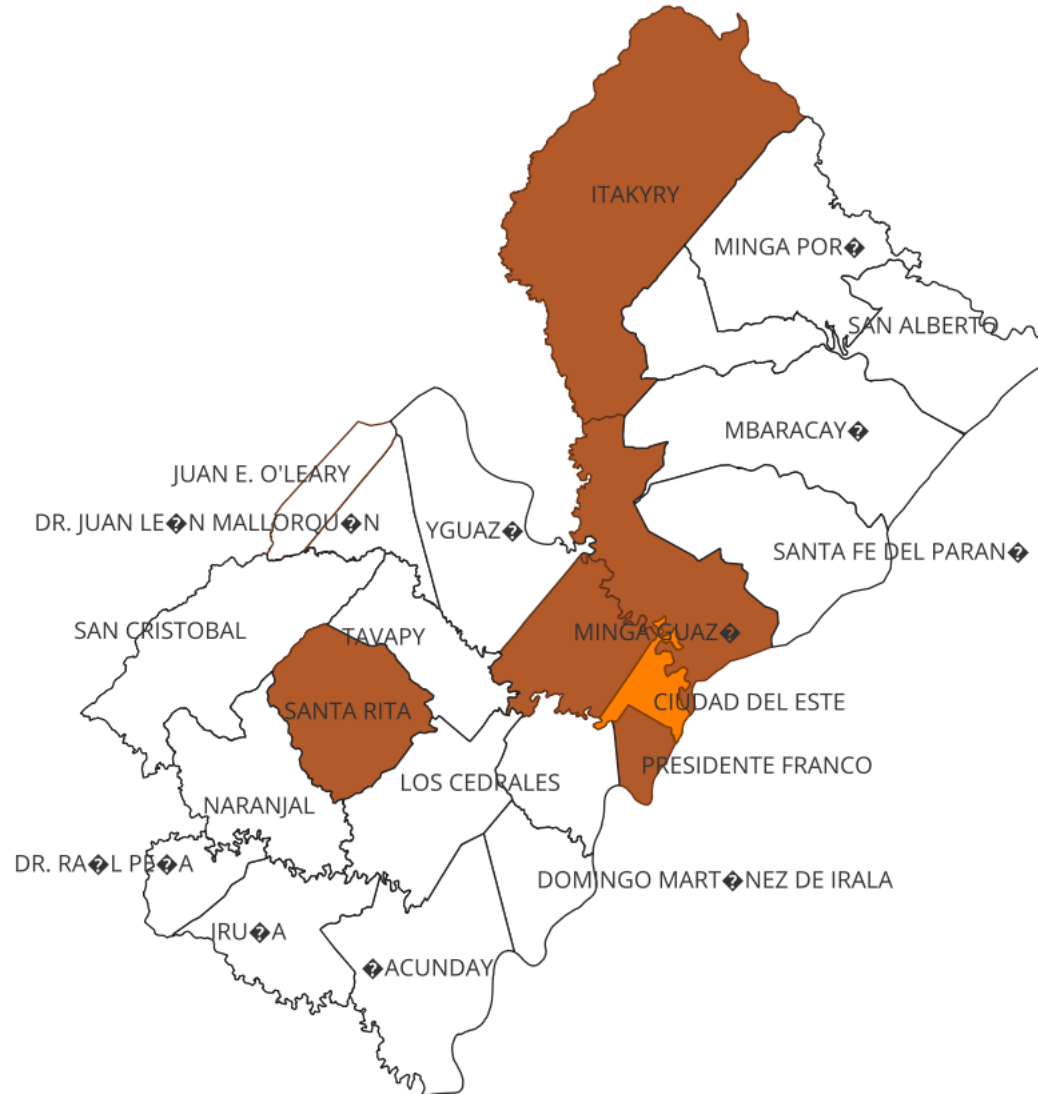 ITAKYRY
MINGA POR�
SAN ALBERTO
MBARACAY�
JUAN E. O'LEARY
DR. JUAN LE�N MALLORQU�N
YGUAZ�
SANTA FE DEL PARAN�
SAN CRISTOBAL
TAVAPY
MINGA GUAZ�
SANTA RITA
CIUDAD DEL ESTE
PRESIDENTE FRANCO
LOS CEDRALES
NARANJAL
DR. RA�L PE�A
DOMINGO MART�NEZ DE IRALA
IRU�A
�ACUNDAY